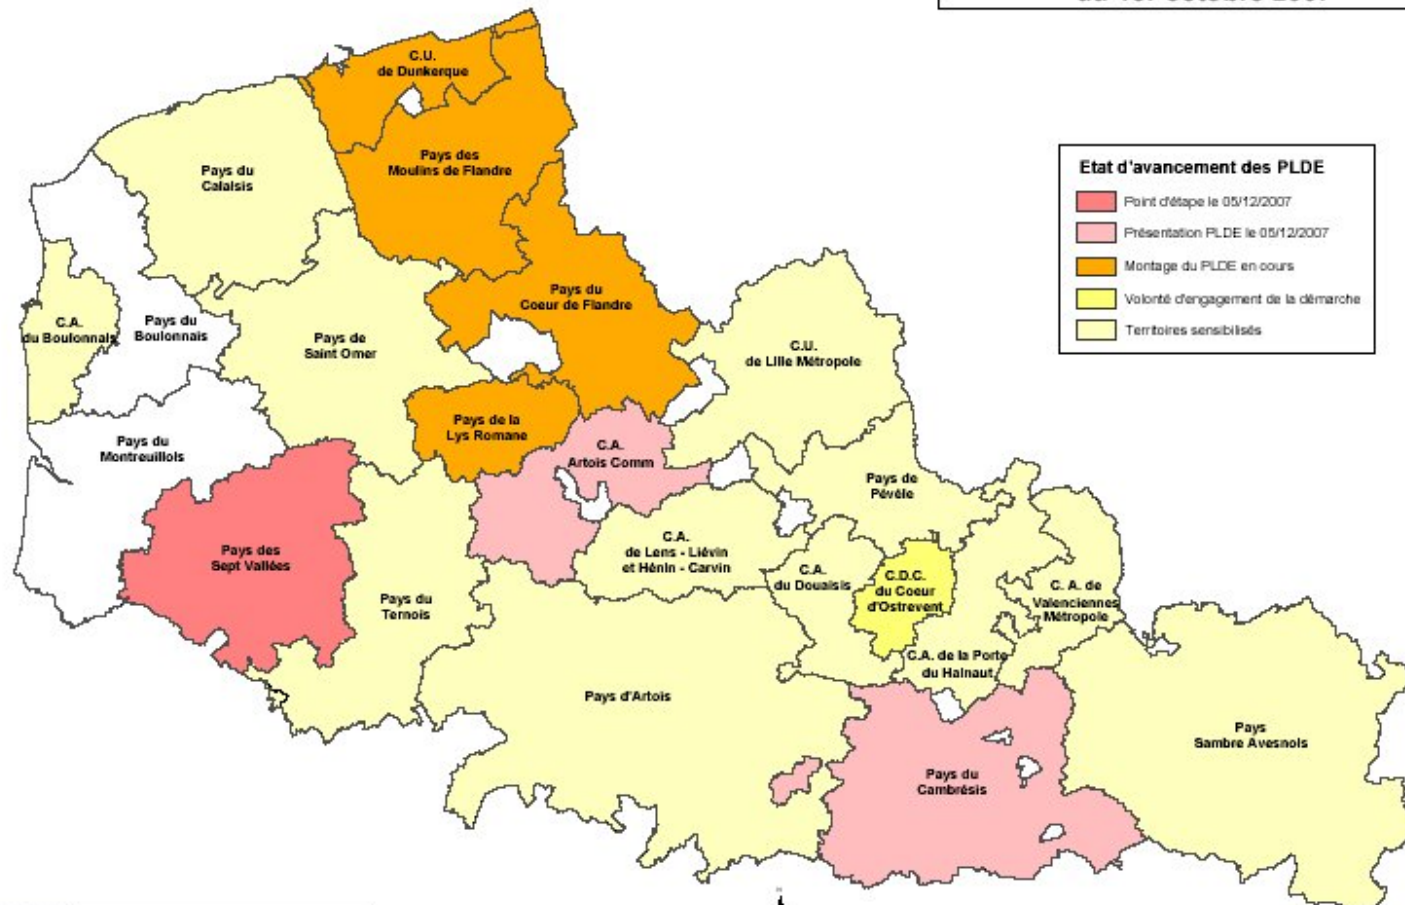 C.U.
de Dunkerque
Pays du
Calaisis
Pays des
Moulins de Flandre
Etat d'avancement des PLDE
Point d'étape le 05/12/2007
Présentation PLDE le 05/12/2007
Montage du PLDE en cours
Volonté d'engagement de la démarche
Territoires sensibilisés
Pays du
Coeur de Flandre
C.A.
du Boulonnais
Pays du
Boulonnais
Pays de
Saint Omer
C.U.
de Lille Métropole
Pays du
Montreuillois
Pays de la
Lys Romane
C.A.
Artois Comm
Pays de
Pévèle
Pays des
Sept Vallées
C.A.
de Lens - Liévin
et Hénin - Carvin
C.A.
du Douaisis
C.D.C.
du Coeur
d'Ostrevent
C. A. de
Valenciennes
Métropole
Pays du
Ternois
C.A. de la Porte
du Hainaut
Pays d'Artois
Pays
Sambre Avesnois
Pays du
Cambrésis